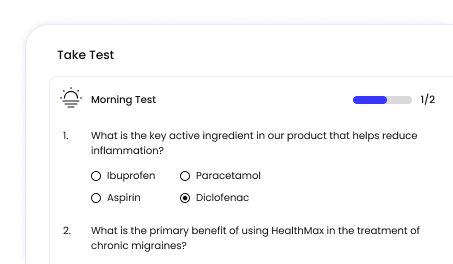 Take Test
Morning Test 1/2
1. What is the key active ingredient in our product that helps reduce
inflammation?
Ibuprofen Paracetamol
Aspirin Diclofenac
2. What is the primary benefit of using HealthMax in the treatment of
chronic migraines?